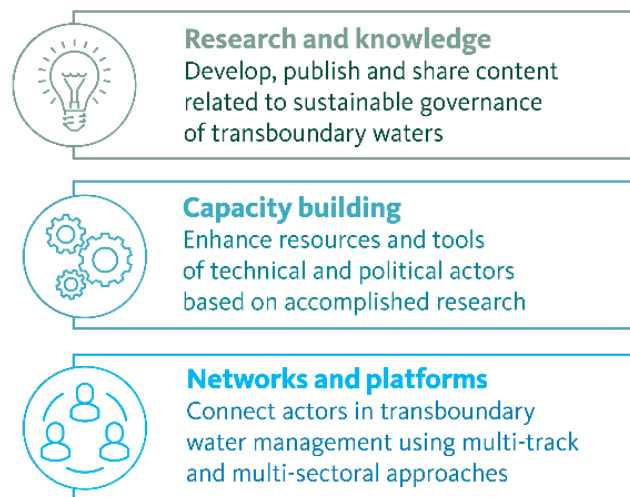 Research and knowledge
Develop, publish and share content
related to sustainable governance
of transboundary waters
Capacity building
Enhance resources and tools
of technical and political actors
based on accomplished research
Networks and platforms
Connect actors in transboundary
water management using multi-track
and multi-sectoral approaches